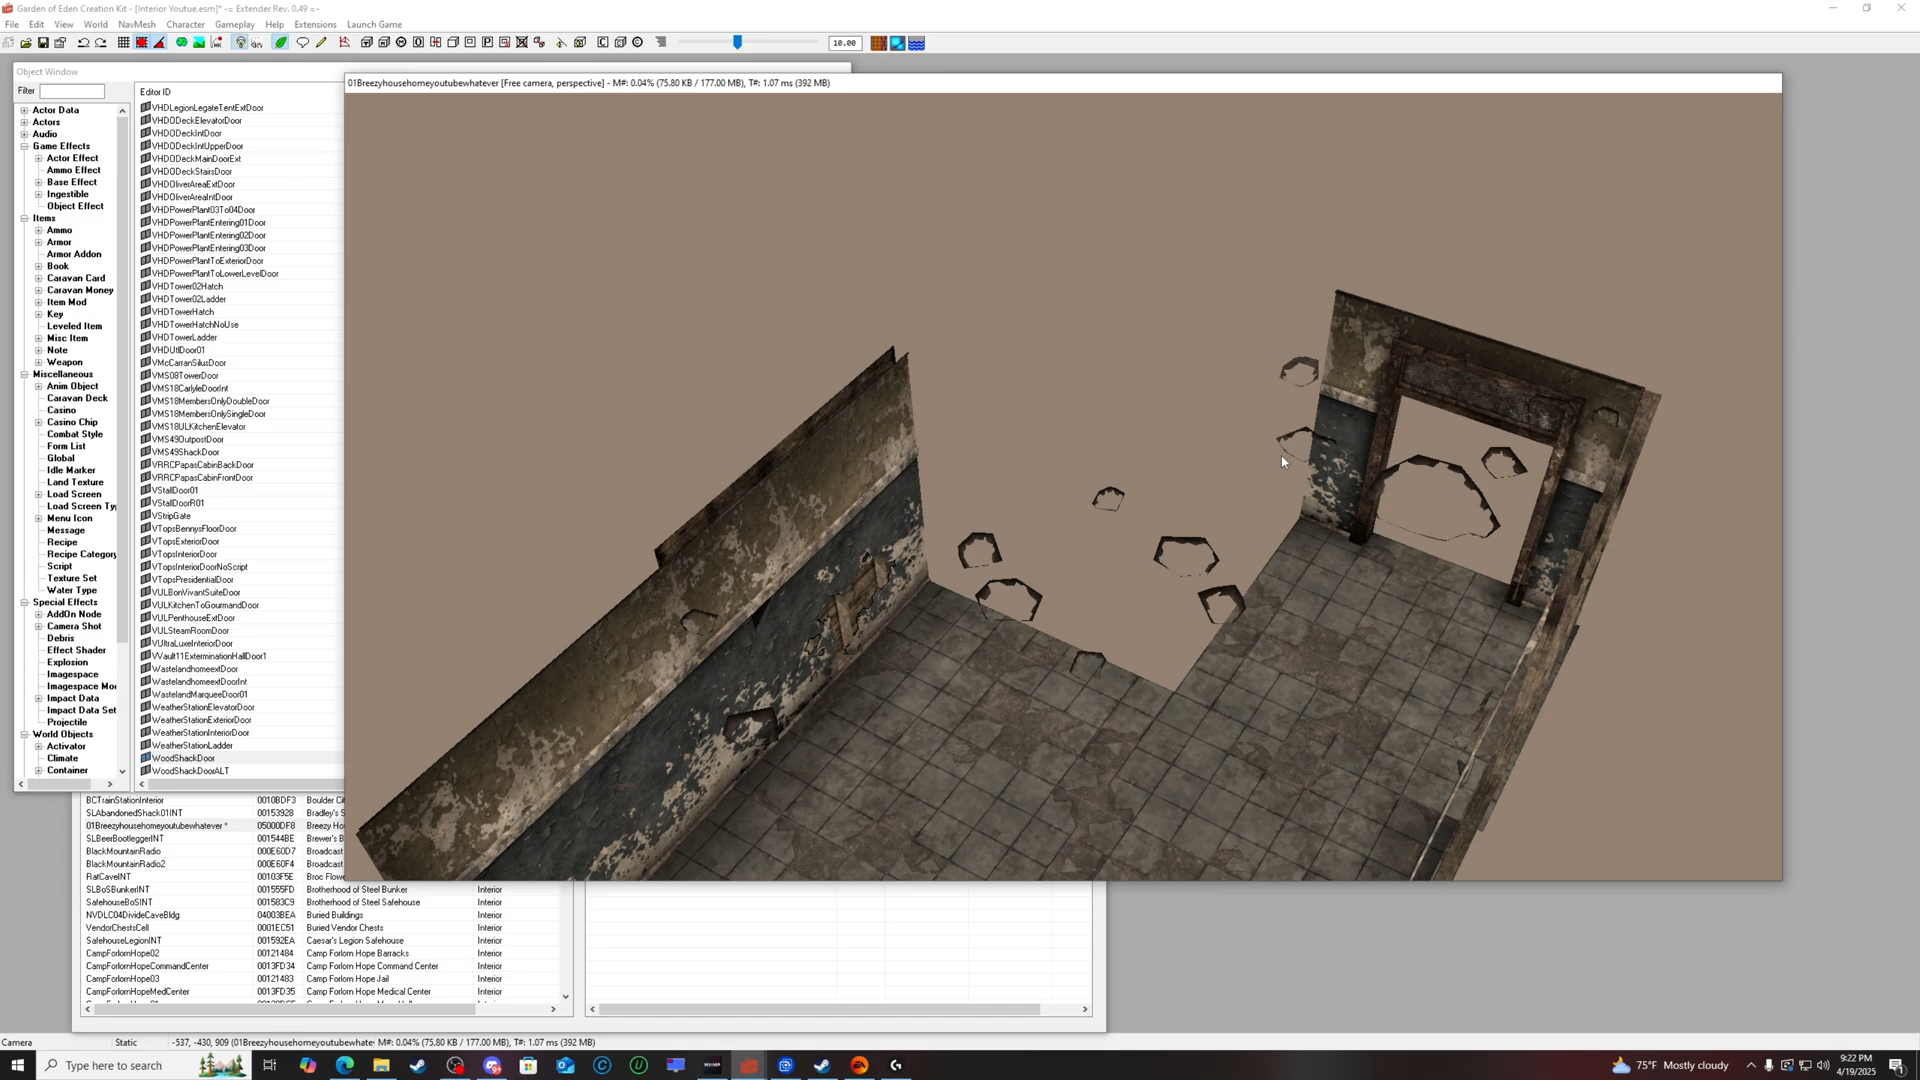 Garden of Eden Creation Kit - [Interior Youtue.esm]* -= Extender Rev. 0.49 =-
File Edit View World NavMesh Character Gameplay Help Extensions Launch Game
10.00
Object Window
Filter
Actor Data
Actors
Audio
Game Effects
Actor Effect
Ammo Effect
Base Effect
Ingestible
Object Effect
Items
Ammo
Armor
Armor Addon
Book
Caravan Card
Caravan Money
Item Mod
Key
Leveled Item
Misc Item
Note
Weapon
Miscellaneous
Anim Object
Caravan Deck
Casino
Casino Chip
Combat Style
Form List
Global
Idle Marker
Land Texture
Load Screen
Load Screen Ty
Menu Icon
Message
Recipe
Recipe Category
Script
Texture Set
Water Type
Special Effects
AddOn Node
Camera Shot
Debris
Effect Shader
Explosion
Imagespace
Imagespace Mo
Impact Data
Impact Data Set
Projectile
World Objects
Activator
Climate
Container
Editor ID
VHDLegionLegateTentExtDoor
VHDODeckElevatorDoor
VHDODeckIntDoor
VHDODeckIntUpperDoor
VHDODeckMainDoorExt
VHDODeckStairsDoor
VHDOliverAreaExtDoor
VHDOliverAreaIntDoor
VHDPowerPlant03To04Door
VHDPowerPlantEntering01Door
VHDPowerPlantEntering02Door
VHDPowerPlantEntering03Door
VHDPowerPlantToExteriorDoor
VHDPowerPlantToLowerLevelDoor
VHDTower02Hatch
VHDTower02Ladder
VHDTowerHatch
VHDTowerHatchNoUse
VHDTowerLadder
VHDUtlDoor01
VMcCarranSilusDoor
VMS08TowerDoor
VMS18CarlyleDoorInt
VMS18MembersOnlyDoubleDoor
VMS18MembersOnlySingleDoor
VMS18ULKitchenElevator
VMS49OutpostDoor
VMS49ShackDoor
VRRCPapasCabinBackDoor
VRRCPapasCabinFrontDoor
VStallDoor01
VStallDoorR01
VStripGate
VTopsBennysFloorDoor
VTopsExteriorDoor
VTopsInteriorDoor
VTopsInteriorDoorNoScript
VTopsPresidentialDoor
VULBonVivantSuiteDoor
VULKitchenToGourmandDoor
VULPenthouseExtDoor
VULSteamRoomDoor
VUltraLuxeInteriorDoor
VVault11ExterminationHallDoor1
WastelandhomeextDoor
WastelandhomeextDoorInt
WastelandMarqueeDoor01
WeatherStationElevatorDoor
WeatherStationExteriorDoor
WeatherStationInteriorDoor
WeatherStationLadder
WoodShackDoor
WoodShackDoorALT
01Breezyhousehomeyoutubewhatever [Free camera, perspective] - M#: 0.04% (75.80 KB / 177.00 MB), T#: 1.07 ms (392 MB)
BCTrainStationInterior 0010BDF3 Boulder Cit
SLAbandonedShack01INT 00153928 Bradley's S
01Breezyhousehomeyoutubewhatever * 05000DF8 Breezy Ho
SLBeerBootleggerINT 001544BE Brewer's B
BlackMountainRadio 000E60D7 Broadcast
BlackMountainRadio2 000E60F4 Broadcast
RatCaveINT 00103F5E Broc Flower
SLBoSBunkerINT 001555FD Brotherhood of Steel Bunker Interior
SafehouseBoSINT 001583C9 Brotherhood of Steel Safehouse Interior
NVDLC04DivideCaveBldg 04003BEA Buried Buildings Interior
VendorChestsCell 0001EC51 Buried Vendor Chests Interior
SafehouseLegionINT 001592EA Caesar's Legion Safehouse Interior
CampForlornHope02 00121484 Camp Forlorn Hope Barracks Interior
CampForlornHopeCommandCenter 0013FD34 Camp Forlorn Hope Command Center Interior
CampForlornHope03 00121483 Camp Forlorn Hope Jail Interior
CampForlornHopeMedCenter 0013FD35 Camp Forlorn Hope Medical Center Interior
Camera Static -537, -430, 909 (01Breezyhousehomeyoutubewhateve M#: 0.04% (75.80 KB / 177.00 MB), T#: 1.07 ms (392 MB)
Type here to search
75°F Mostly cloudy
9:22 PM
4/19/2025